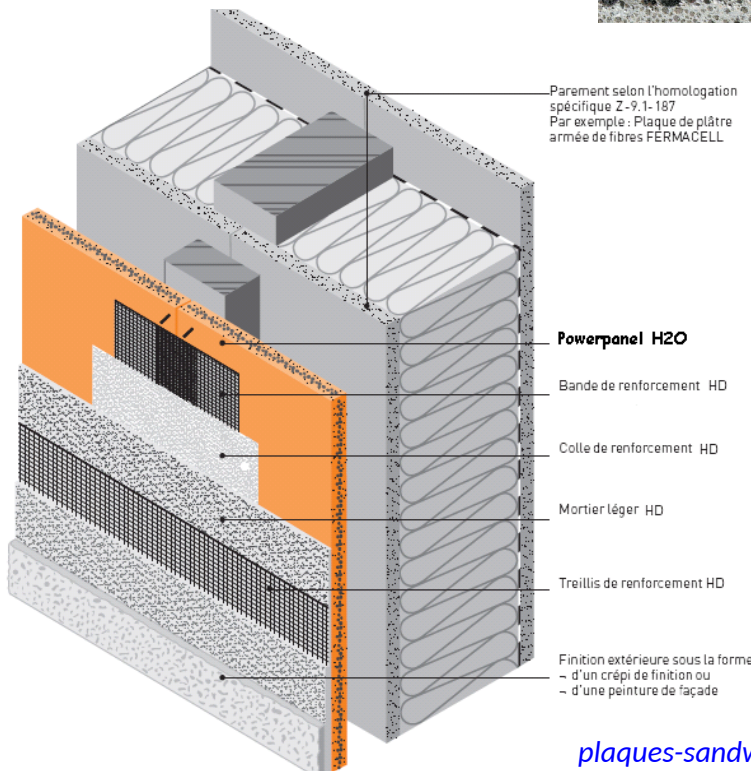 Parement selon l'homologation
spécifique Z-9.1-187
Par exemple : Plaque de plâtre
armée de fibres FERMACELL
Powerpanel H2O
Bande de renforcement HD
Colle de renforcement HD
Mortier léger HD
Treillis de renforcement HD
Finition extérieure sous la forme
¬ d'un crépi de finition ou
¬ d'une peinture de façade
plaques-sandw